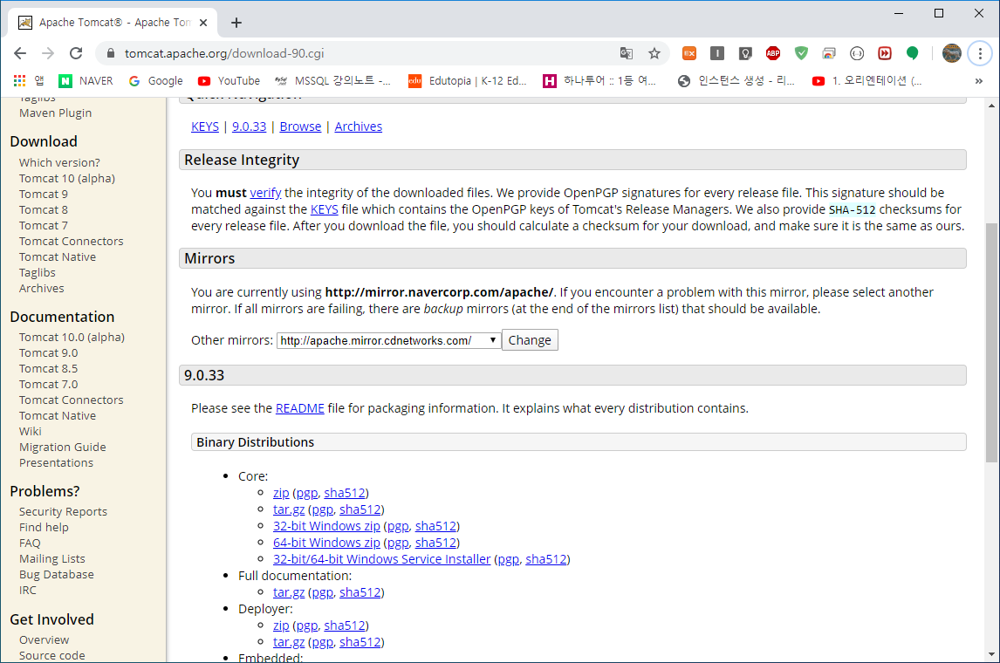 Apache Tomcat® - Apache Tom
tomcat.apache.org/download-90.cgi
EX
ABP
앱
NAVER
Google
YouTube
MSSQL 강의노트 -...
edu
Edutopia | K-12 Ed...
H
하나투어 :: 1등 여...
인스턴스 생성 - 리...
1. 오리엔테이션 (...
»
Taglibs
Maven Plugin
Download
Which version?
Tomcat 10 (alpha)
Tomcat 9
Tomcat 8
Tomcat 7
Tomcat Connectors
Tomcat Native
Taglibs
Archives
Documentation
Tomcat 10.0 (alpha)
Tomcat 9.0
Tomcat 8.5
Tomcat 7.0
Tomcat Connectors
Tomcat Native
Wiki
Migration Guide
Presentations
Problems?
Security Reports
Find help
FAQ
Mailing Lists
Bug Database
IRC
Get Involved
Overview
Source code
Quick Navigation
KEYS | 9.0.33 | Browse | Archives
Release Integrity
You must verify the integrity of the downloaded files. We provide OpenPGP signatures for every release file. This signature should be
matched against the KEYS file which contains the OpenPGP keys of Tomcat's Release Managers. We also provide SHA-512 checksums for
every release file. After you download the file, you should calculate a checksum for your download, and make sure it is the same as ours.
Mirrors
You are currently using http://mirror.navercorp.com/apache/. If you encounter a problem with this mirror, please select another
mirror. If all mirrors are failing, there are backup mirrors (at the end of the mirrors list) that should be available.
Other mirrors: http://apache.mirror.cdnetworks.com/ Change
9.0.33
Please see the README file for packaging information. It explains what every distribution contains.
Binary Distributions
Core:
zip (pgp, sha512)
tar.gz (pgp, sha512)
32-bit Windows zip (pgp, sha512)
64-bit Windows zip (pgp, sha512)
32-bit/64-bit Windows Service Installer (pgp, sha512)
Full documentation:
tar.gz (pgp, sha512)
Deployer:
zip (pgp, sha512)
tar.gz (pgp, sha512)
Embedded: